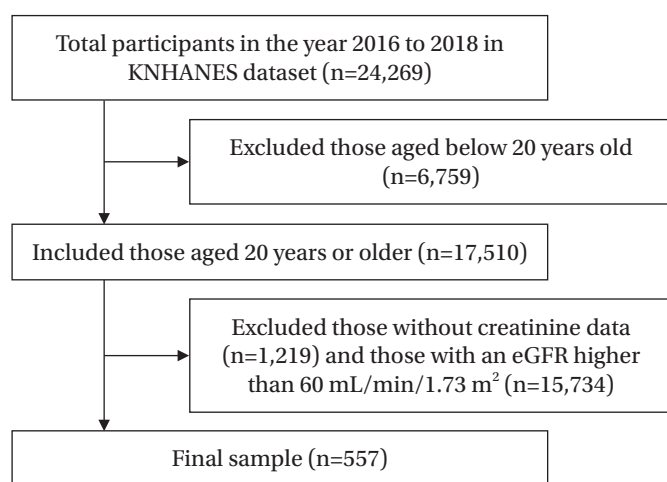 Total participants in the year 2016 to 2018 in
KNHANES dataset (n=24,269)
Excluded those aged below 20 years old
(n=6,759)
Included those aged 20 years or older (n=17,510)
Excluded those without creatinine data
(n=1,219) and those with an eGFR higher
than 60 mL/min/1.73 m² (n=15,734)
Final sample (n=557)